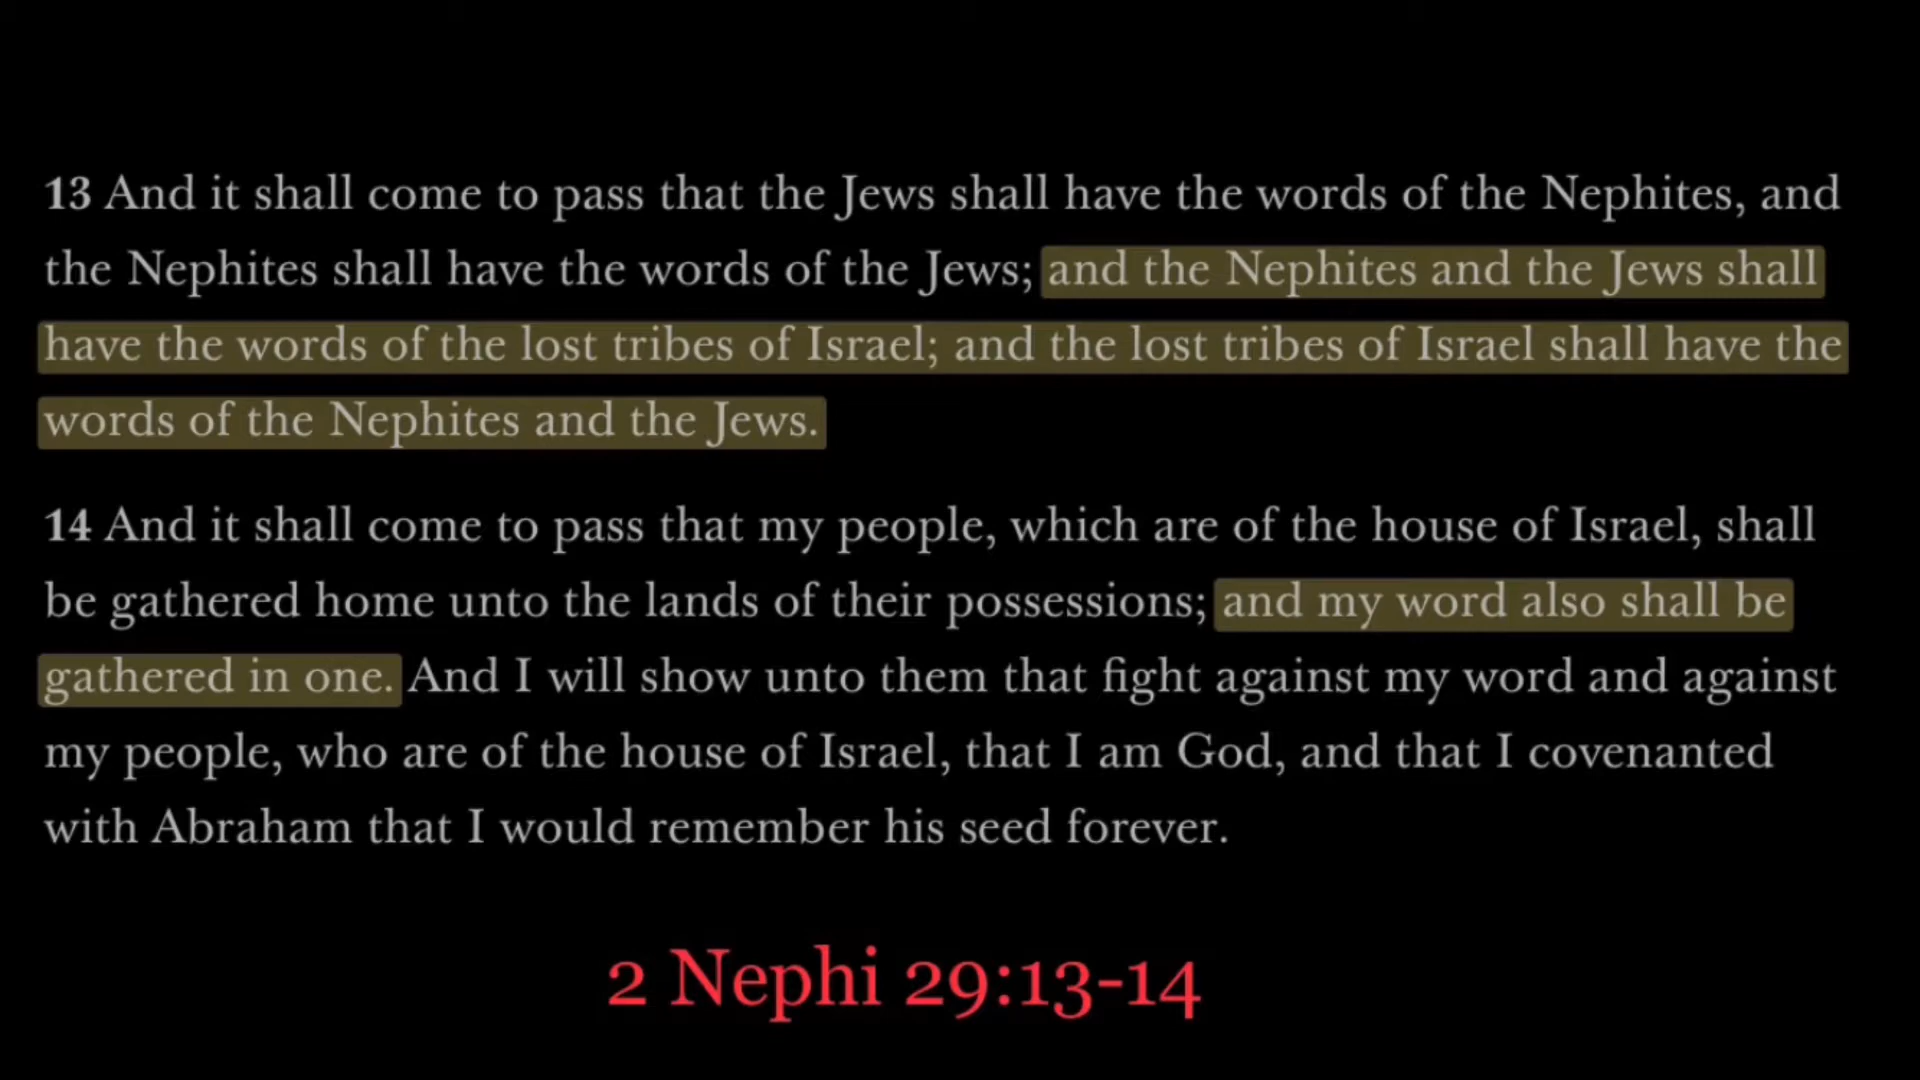 13 And it shall come to pass that the Jews shall have the words of the Nephites, and
the Nephites shall have the words of the Jews; and the Nephites and the Jews shall
have the words of the lost tribes of Israel; and the lost tribes of Israel shall have the
words of the Nephites and the Jews.
14 And it shall come to pass that my people, which are of the house of Israel, shall
be gathered home unto the lands of their possessions; and my word also shall be
gathered in one. And I will show unto them that fight against my word and against
my people, who are of the house of Israel, that I am God, and that I covenanted
with Abraham that I would remember his seed forever.
2 Nephi 29:13-14